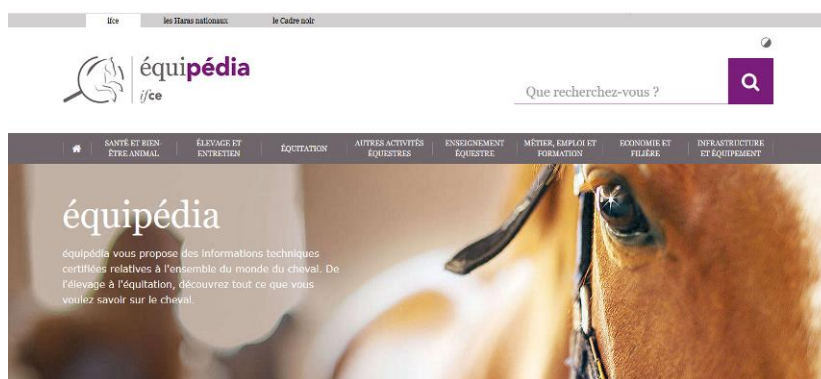 ifce les Haras nationaux le Cadre noir
équipédia
ifce
Que recherchez-vous ?
SANTÉ ET BIEN-ÊTRE ANIMAL
ÉLEVAGE ET ENTRETIEN
ÉQUITATION
AUTRES ACTIVITÉS ÉQUESTRES
ENSEIGNEMENT ÉQUESTRE
MÉTIER, EMPLOI ET FORMATION
ECONOMIE ET FILIÈRE
INFRASTRUCTURE ET ÉQUIPEMENT
équipédia
équipédia vous propose des informations techniques
certifiées relatives à l'ensemble du monde du cheval. De
l'élevage à l'équitation, découvrez tout ce que vous
voulez savoir sur le cheval.